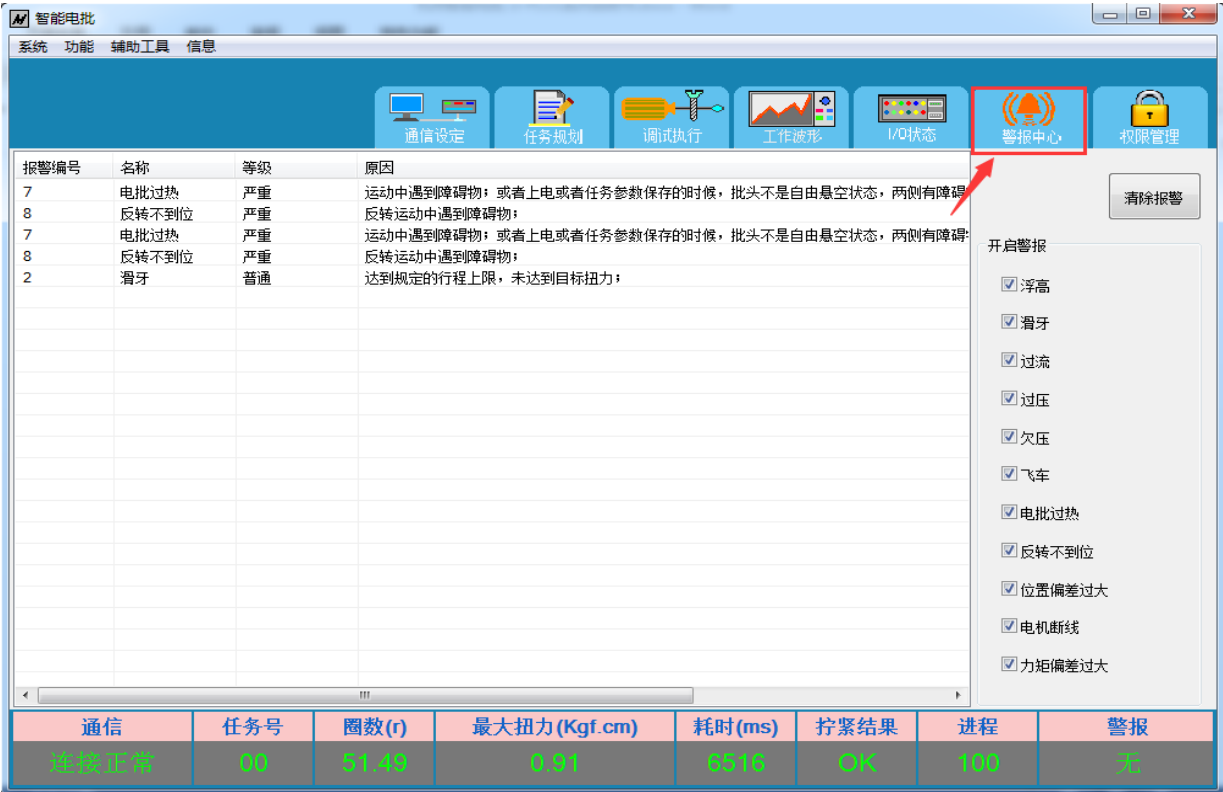 智能电批
系统 功能 辅助工具 信息
通信设定 任务规划 调试执行 工作波形 I/O状态 警报中心 权限管理
报警编号 名称 等级 原因
7 电批过热 严重 运动中遇到障碍物；或者上电或者任务参数保存的时候，批头不是自由悬空状态，两侧有障碍
8 反转不到位 严重 反转运动中遇到障碍物；
7 电批过热 严重 运动中遇到障碍物；或者上电或者任务参数保存的时候，批头不是自由悬空状态，两侧有障碍
8 反转不到位 严重 反转运动中遇到障碍物；
2 滑牙 普通 达到规定的行程上限，未达到目标扭力；
清除报警
开启警报
浮高
滑牙
过流
过压
欠压
飞车
电批过热
反转不到位
位置偏差过大
电机断线
力矩偏差过大
通信 任务号 圈数(r) 最大扭力(Kgf.cm) 耗时(ms) 拧紧结果 进程 警报
连接正常 00 51.49 0.91 6516 OK 100 无